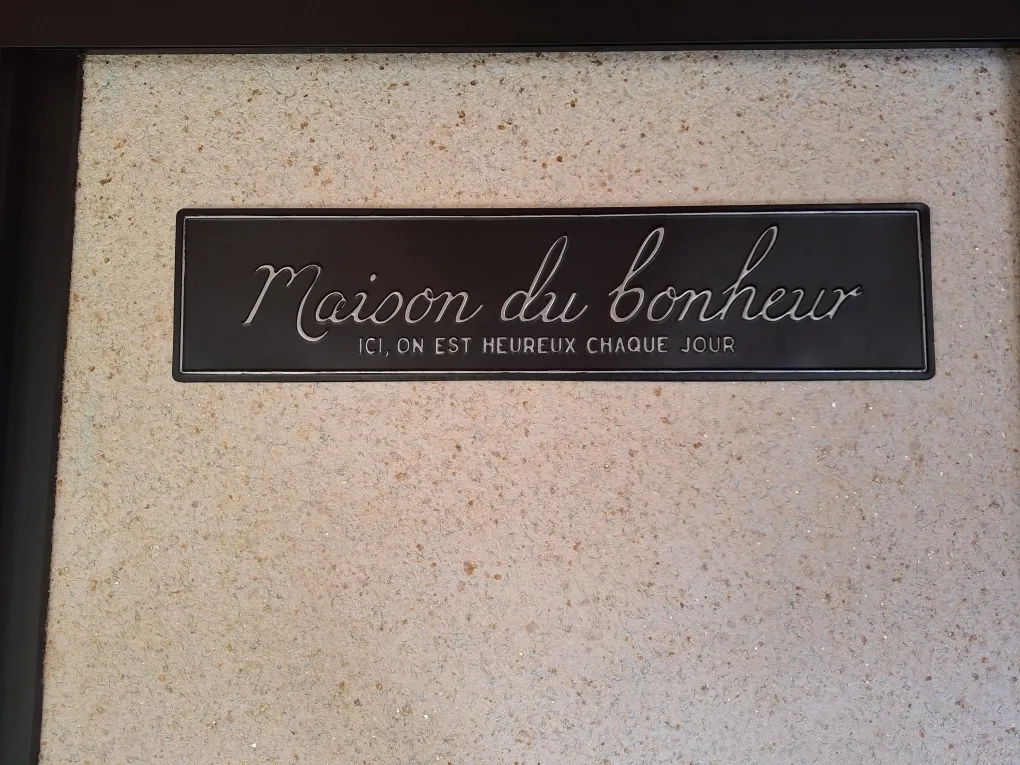 Maison du bonheur
ICI, ON EST HEUREUX CHAQUE JOUR